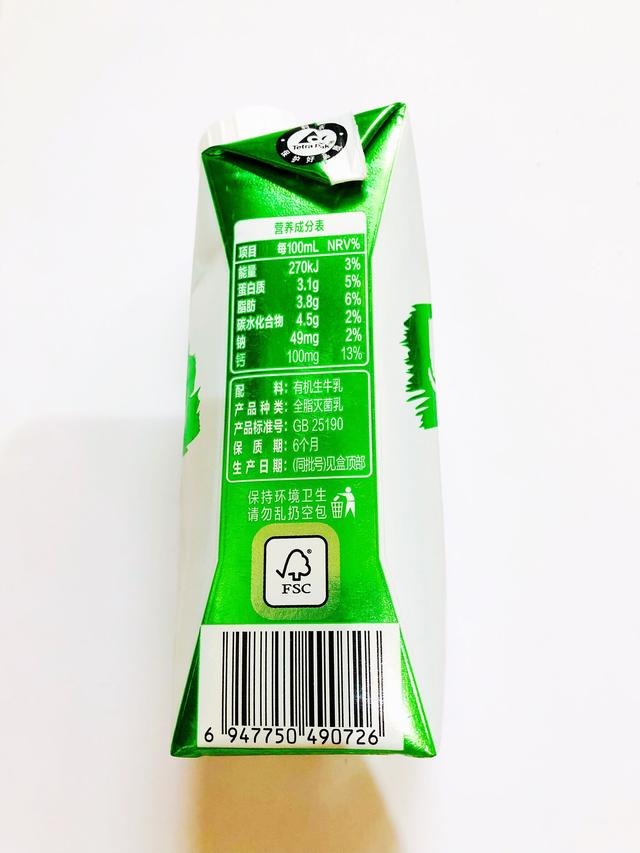 Tetra Pak
保护好品质
营养成分表
项目 每100mL NRV%
能量 270kJ 3%
蛋白质 3.1g 5%
脂肪 3.8g 6%
碳水化合物 4.5g 2%
钠 49mg 2%
钙 100mg 13%
配 料：有机生牛乳
产品种类：全脂灭菌乳
产品标准号：GB 25190
保 质 期：6个月
生产日期：(同批号)见盒顶部
保持环境卫生
请勿乱扔空包
FSC
6 947750 490726